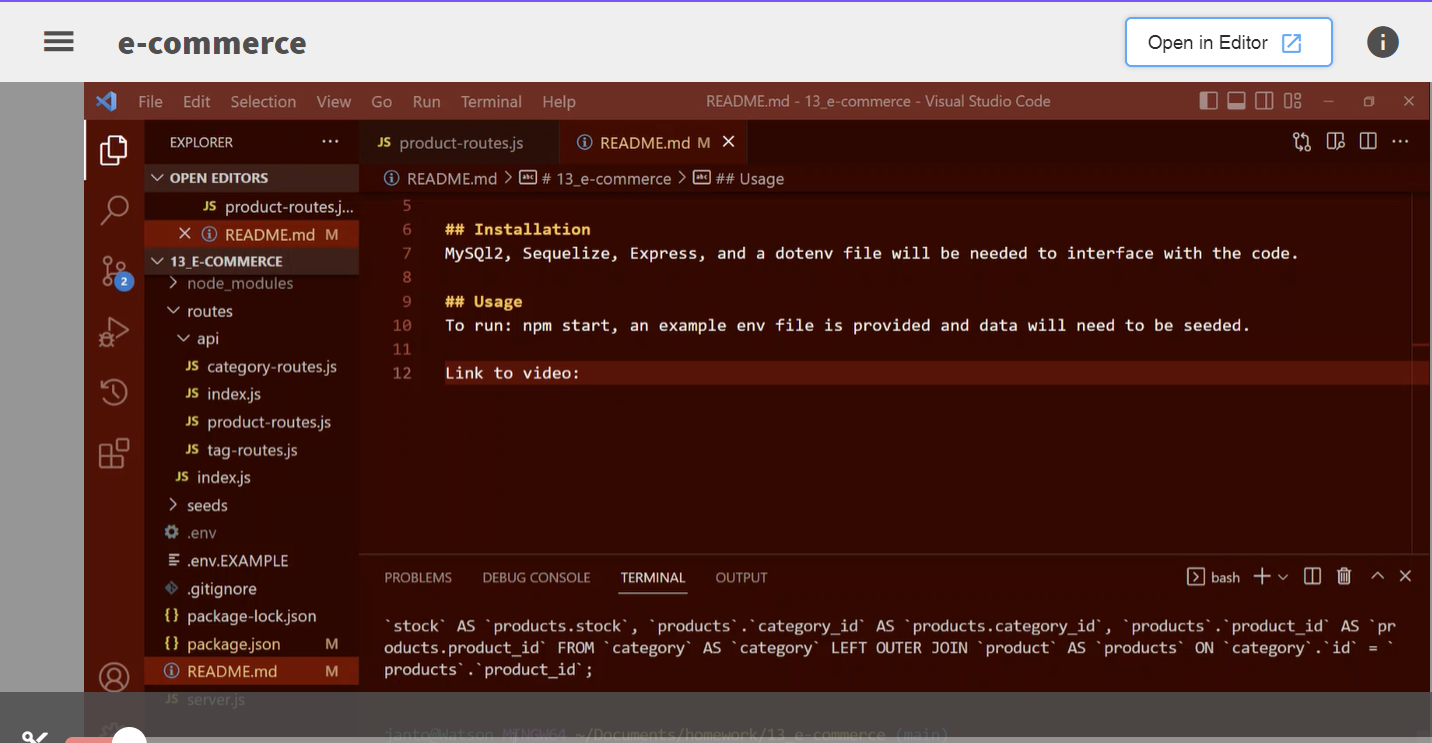 e-commerce
Open in Editor
i
File Edit Selection View Go Run Terminal Help
README.md - 13_e-commerce - Visual Studio Code
EXPLORER
JS product-routes.js
README.md M
OPEN EDITORS
README.md > # 13_e-commerce > ## Usage
JS product-routes.j...
README.md M
13_E-COMMERCE
node_modules
routes
api
JS category-routes.js
JS index.js
JS product-routes.js
JS tag-routes.js
JS index.js
seeds
.env
.env.EXAMPLE
.gitignore
{} package-lock.json
{} package.json M
README.md M
JS server.js
2
5
6 ## Installation
7 MySQl2, Sequelize, Express, and a dotenv file will be needed to interface with the code.
8
9 ## Usage
10 To run: npm start, an example env file is provided and data will need to be seeded.
11
12 Link to video:
PROBLEMS DEBUG CONSOLE TERMINAL OUTPUT
bash
`stock` AS `products.stock`, `products`.`category_id` AS `products.category_id`, `products`.`product_id` AS `pr
oducts.product_id` FROM `category` AS `category` LEFT OUTER JOIN `product` AS `products` ON `category`.`id` = `
products`.`product_id`;
janto@Watson MINGW64 ~/Documents/homework/13_e-commerce (main)